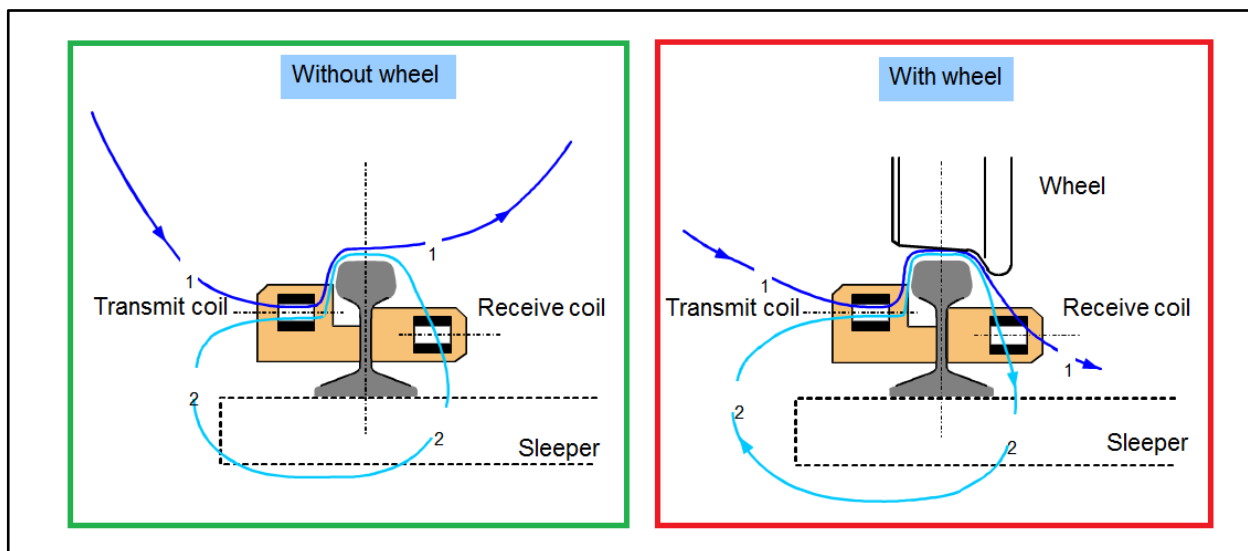 Without wheel
1
1
Transmit coil
Receive coil
2
2
Sleeper
With wheel
Wheel
1
Transmit coil
Receive coil
1
2
2
Sleeper